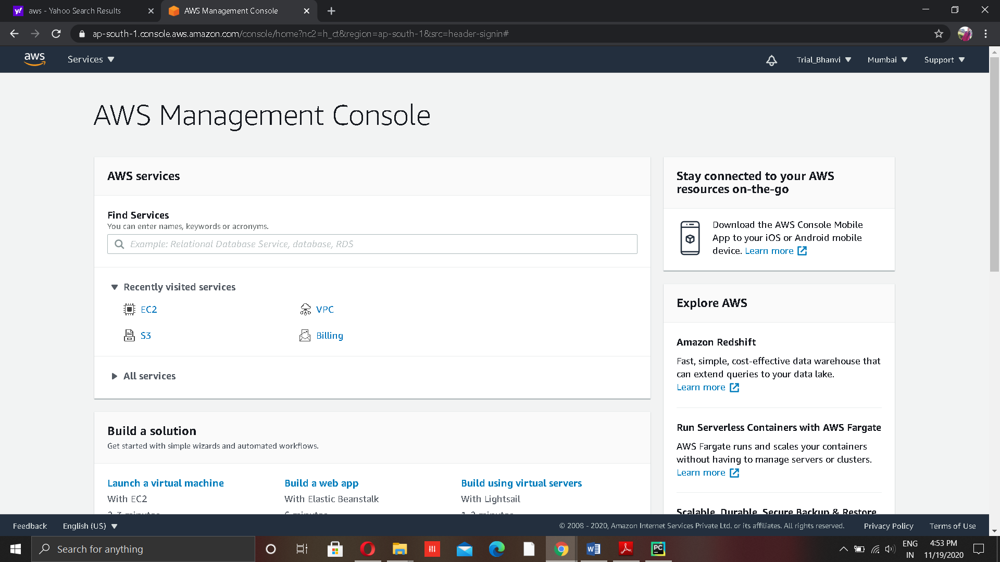 aws - Yahoo Search Results
AWS Management Console
ap-south-1.console.aws.amazon.com/console/home?nc2=h_ct&region=ap-south-1&src=header-signin#
aws
Services
Trial_Bhanvi
Mumbai
Support
AWS Management Console
AWS services
Find Services
You can enter names, keywords or acronyms.
Example: Relational Database Service, database, RDS
Recently visited services
EC2
VPC
S3
Billing
All services
Build a solution
Get started with simple wizards and automated workflows.
Launch a virtual machine
With EC2
2-3 minutes
Build a web app
With Elastic Beanstalk
6 minutes
Build using virtual servers
With Lightsail
1-2 minutes
Stay connected to your AWS
resources on-the-go
Download the AWS Console Mobile
App to your iOS or Android mobile
device. Learn more
Explore AWS
Amazon Redshift
Fast, simple, cost-effective data warehouse that
can extend queries to your data lake.
Learn more
Run Serverless Containers with AWS Fargate
AWS Fargate runs and scales your containers
without having to manage servers or clusters.
Learn more
Scalable, Durable, Secure Backup & Restore
Feedback
English (US)
© 2008 - 2020, Amazon Internet Services Private Ltd. or its affiliates. All rights reserved.
Privacy Policy
Terms of Use
Search for anything
ENG
IN
4:53 PM
11/19/2020